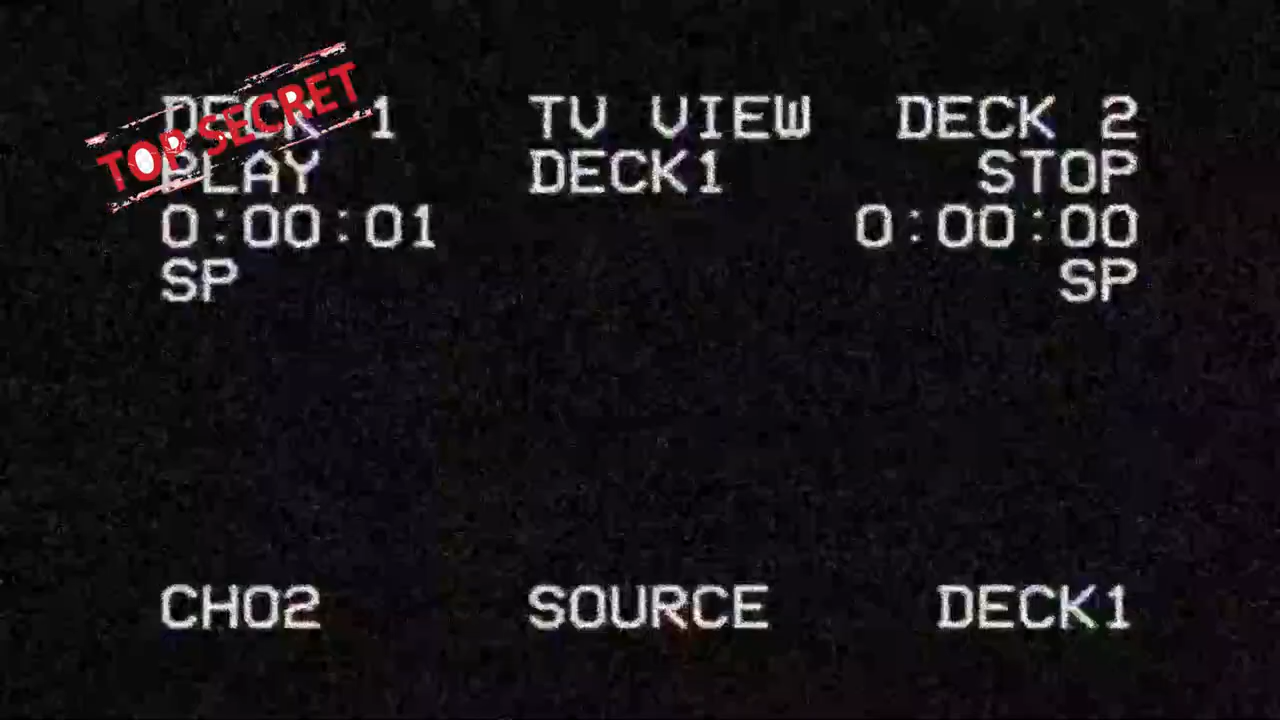 TOP SECRET
DECK 1 TV VIEW DECK 2
PLAY DECK1 STOP
0:00:01 0:00:00
SP SP
CH02 SOURCE DECK1